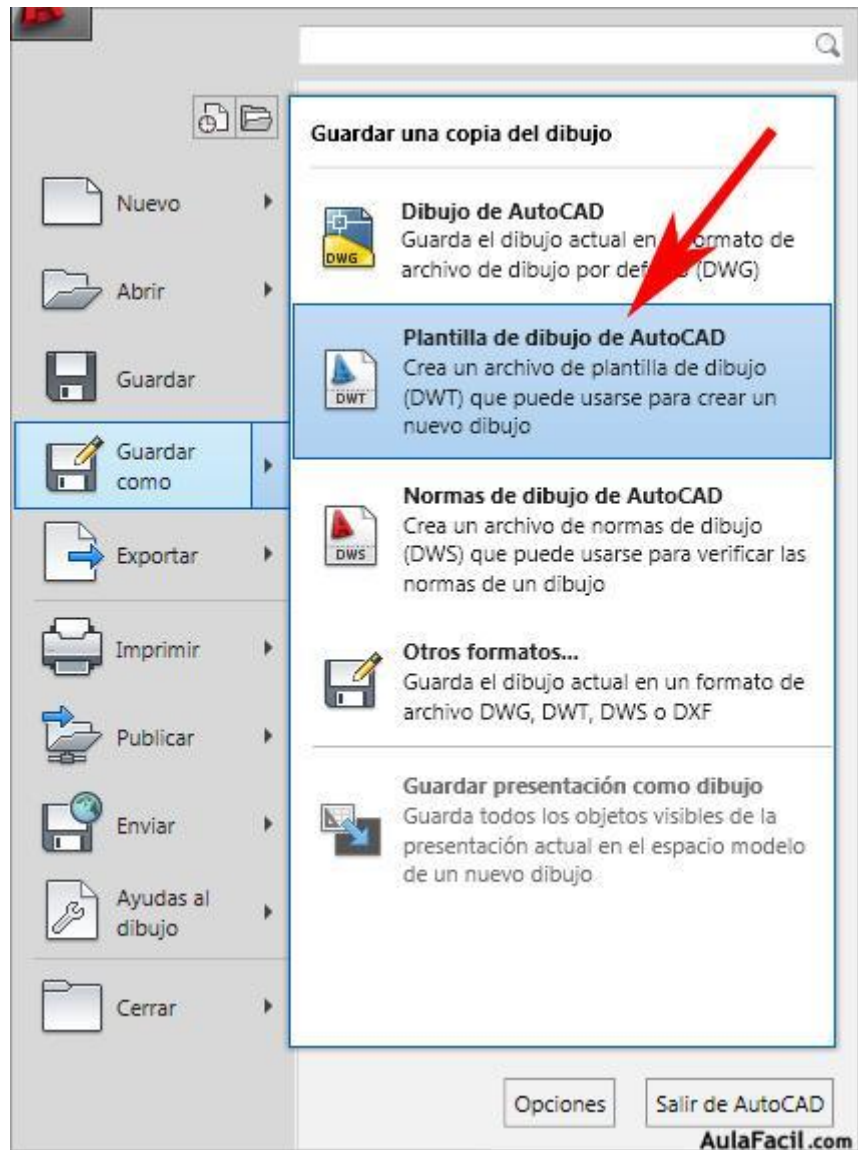 Guardar una copia del dibujo
Nuevo
Abrir
Guardar
Guardar
como
Exportar
Imprimir
Publicar
Enviar
Ayudas al
dibujo
Cerrar
DWG
Dibujo de AutoCAD
Guarda el dibujo actual en formato de
archivo de dibujo por (DWG)
DWT
Plantilla de dibujo de AutoCAD
Crea un archivo de plantilla de dibujo
(DWT) que puede usarse para crear un
nuevo dibujo
DWS
Normas de dibujo de AutoCAD
Crea un archivo de normas de dibujo
(DWS) que puede usarse para verificar las
normas de un dibujo
Otros formatos...
Guarda el dibujo actual en un formato de
archivo DWG, DWT, DWS o DXF
Guardar presentación como dibujo
Guarda todos los objetos visibles de la
presentación actual en el espacio modelo
de un nuevo dibujo
Opciones
Salir de AutoCAD
AulaFacil.com